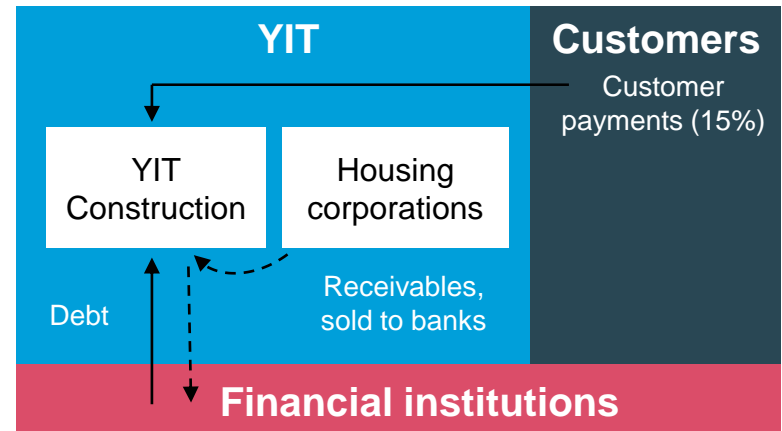 YIT
Customers
Customer
payments (15%)
YIT
Construction
Housing
corporations
Debt
Receivables,
sold to banks
Financial institutions